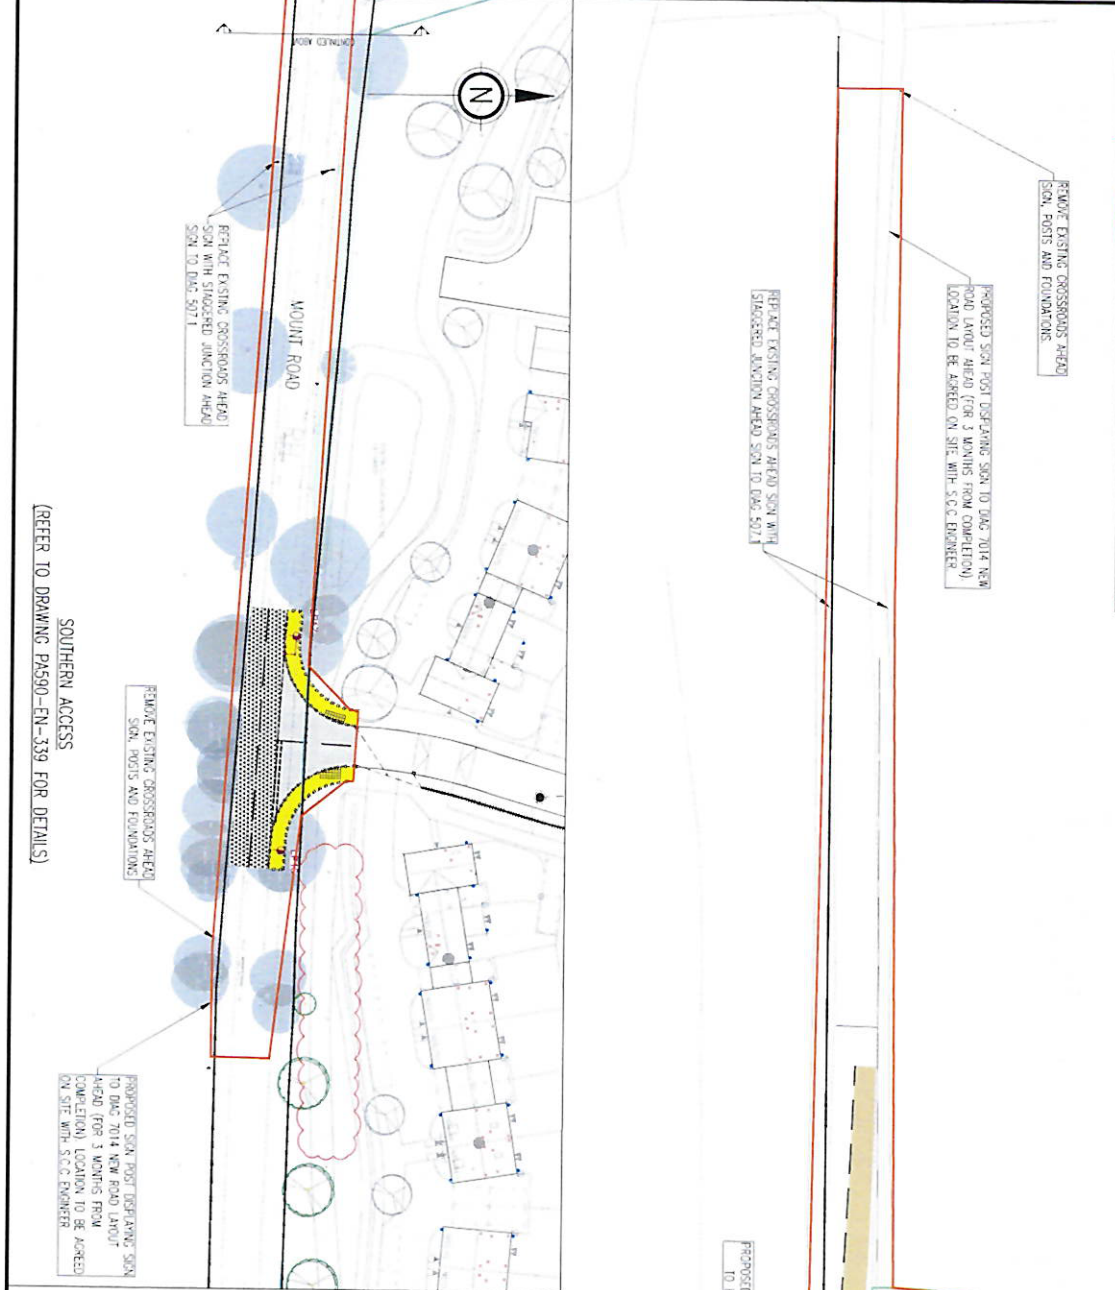 REMOVE EXISTING CROSSROADS AHEAD
SIGN, POSTS AND FOUNDATIONS.
PROPOSED SIGN POST DISPLAYING SIGN TO DIAG 7014 NEW
ROAD LAYOUT AHEAD (FOR 3 MONTHS FROM COMPLETION).
LOCATION TO BE AGREED ON SITE WITH S.C.C ENGINEER
REPLACE EXISTING CROSSROADS AHEAD SIGN WITH
STAGGERED JUNCTION AHEAD SIGN TO DIAG 507.1
PROPOSED
TO
CONTINUED ABOVE
N
REPLACE EXISTING CROSSROADS AHEAD
SIGN WITH STAGGERED JUNCTION AHEAD
SIGN TO DIAG 507.1
MOUNT ROAD
REMOVE EXISTING CROSSROADS AHEAD
SIGN, POSTS AND FOUNDATIONS
PROPOSED SIGN POST DISPLAYING SIGN
TO DIAG 7014 NEW ROAD LAYOUT
AHEAD (FOR 3 MONTHS FROM
COMPLETION) LOCATION TO BE AGREED
ON SITE WITH S.C.C ENGINEER
SOUTHERN ACCESS
(REFER TO DRAWING PA590-EN-339 FOR DETAILS)